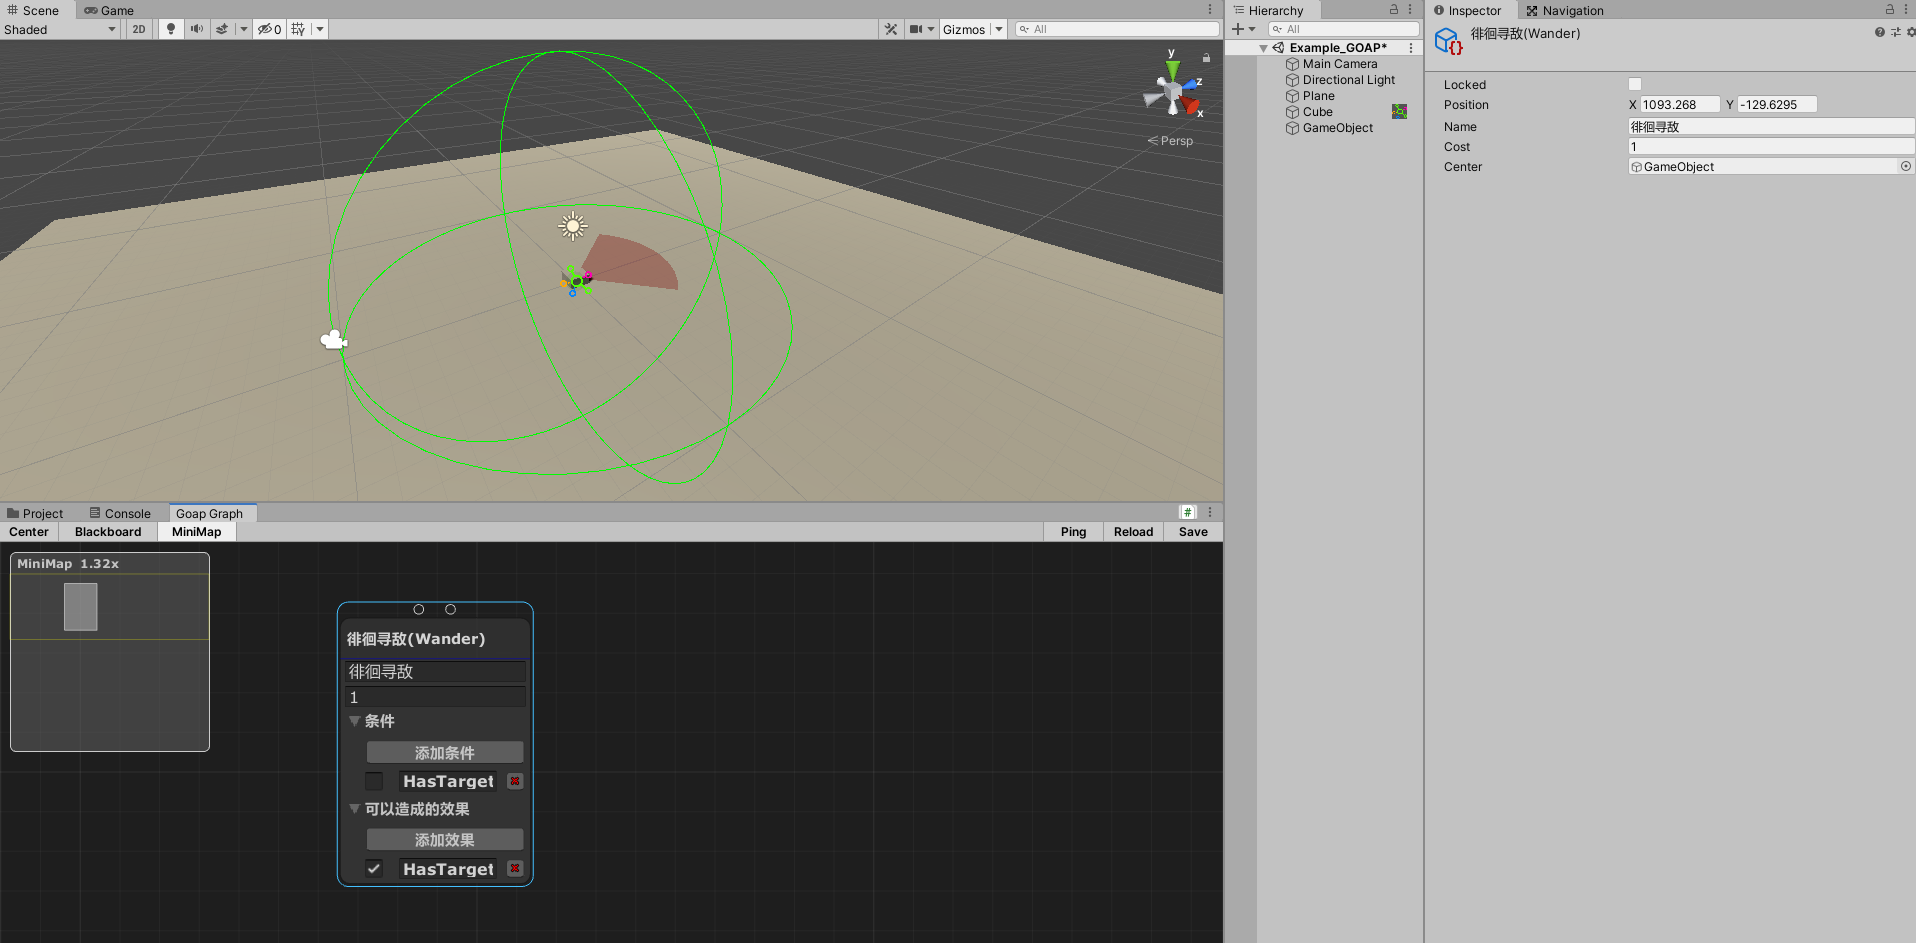 Scene
Game
Shaded
2D
0
Gizmos
All
y
z
x
Persp
Project
Console
Goap Graph
Center
Blackboard
MiniMap
Ping
Reload
Save
MiniMap 1.32x
徘徊寻敌(Wander)
徘徊寻敌
1
条件
添加条件
HasTarget
可以造成的效果
添加效果
HasTarget
Hierarchy
All
Example_GOAP*
Main Camera
Directional Light
Plane
Cube
GameObject
Inspector
Navigation
徘徊寻敌(Wander)
Locked
Position X 1093.268 Y -129.6295
Name 徘徊寻敌
Cost 1
Center GameObject